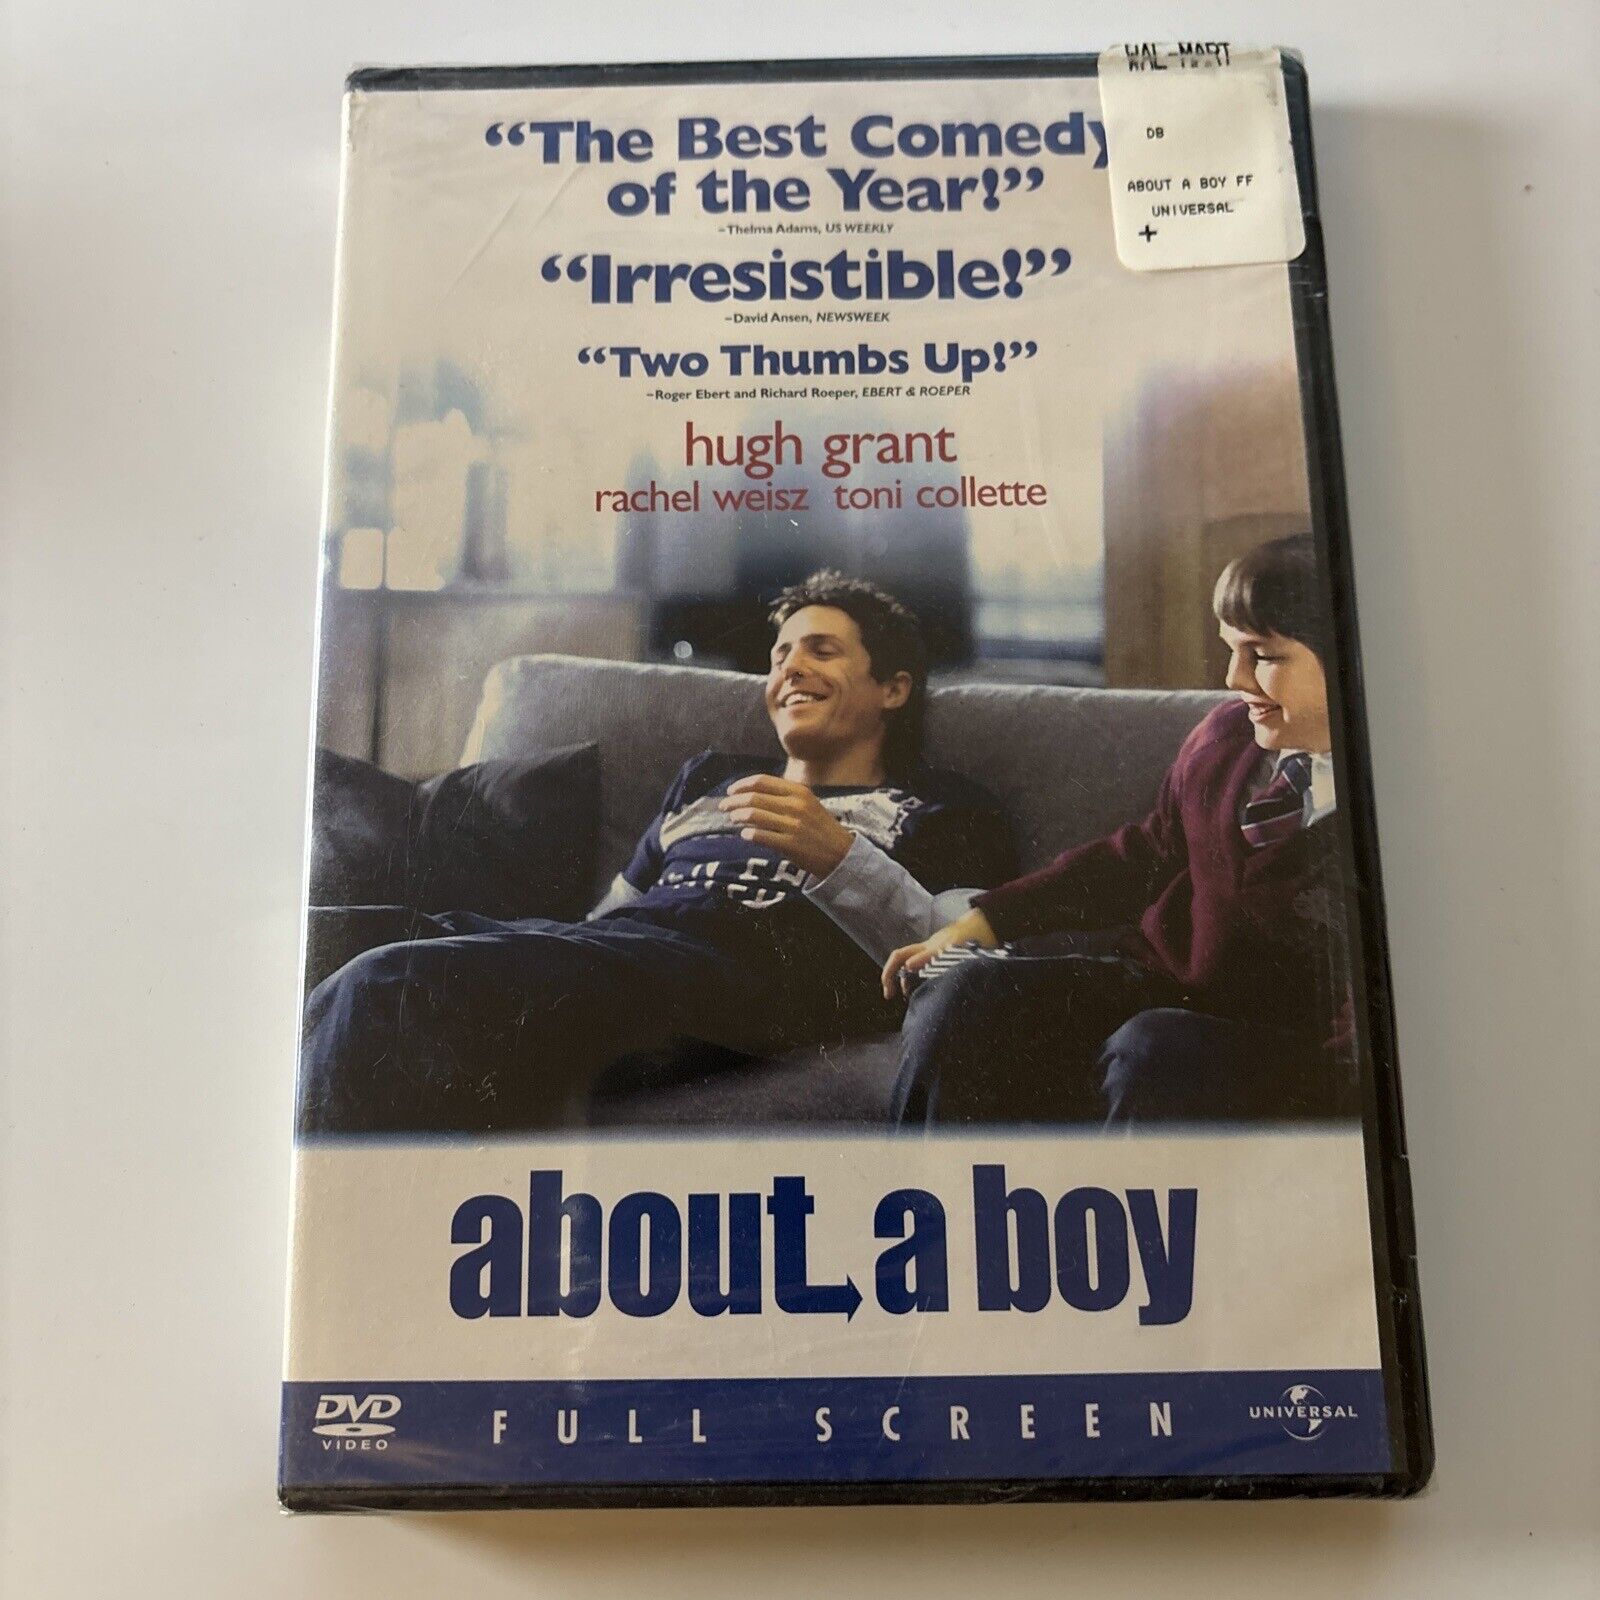 WAL-MART
DB
ABOUT A BOY FF
UNIVERSAL
+
“The Best Comedy
of the Year!”
–Thelma Adams, US WEEKLY
“Irresistible!”
–David Ansen, NEWSWEEK
“Two Thumbs Up!”
–Roger Ebert and Richard Roeper, EBERT & ROEPER
hugh grant
rachel weisz toni collette
about a boy
DVD
VIDEO
FULL SCREEN
UNIVERSAL